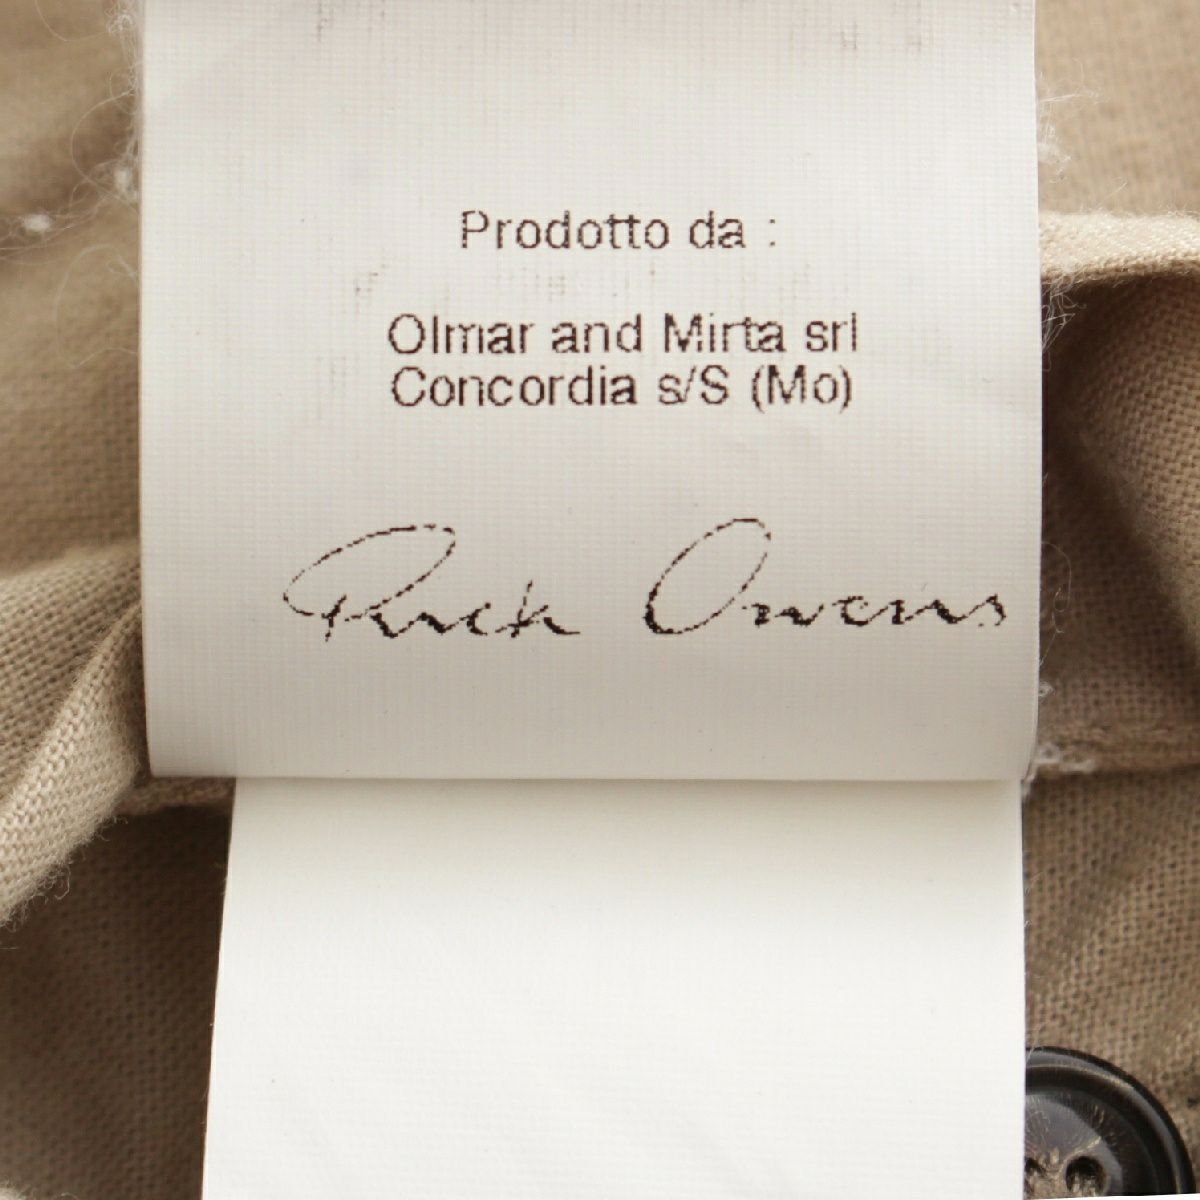 Prodotto da :
Olmar and Mirta srl
Concordia s/S (Mo)
Rick Owens